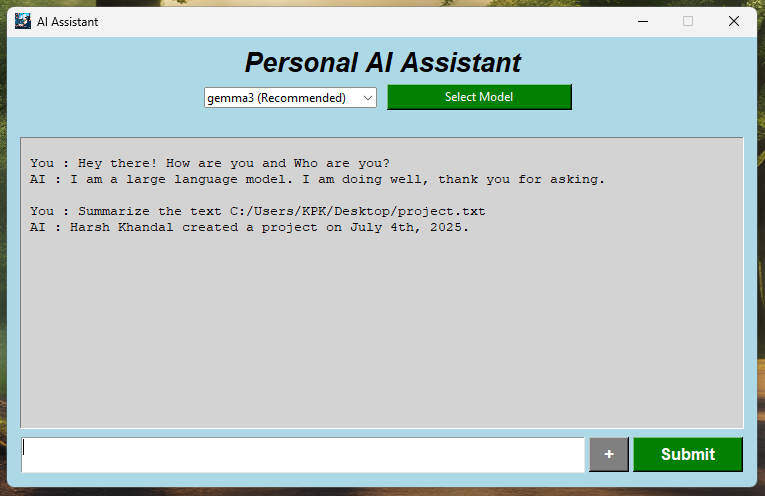 AI Assistant
Personal AI Assistant
gemma3 (Recommended)
Select Model
You : Hey there! How are you and Who are you?
AI : I am a large language model. I am doing well, thank you for asking.
You : Summarize the text C:/Users/KPK/Desktop/project.txt
AI : Harsh Khandal created a project on July 4th, 2025.
+
Submit